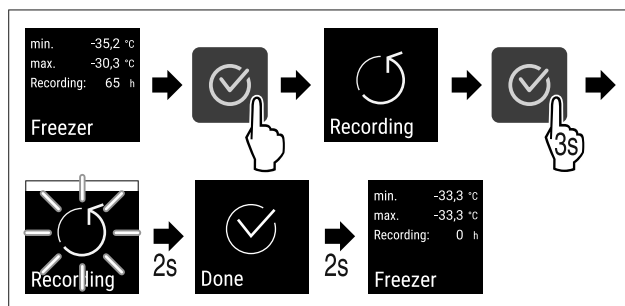 min. -35,2 °C
max. -30,3 °C
Recording: 65 h
Freezer
Recording
3s
Recording
2s
Done
2s
min. -33,3 °C
max. -33,3 °C
Recording: 0 h
Freezer